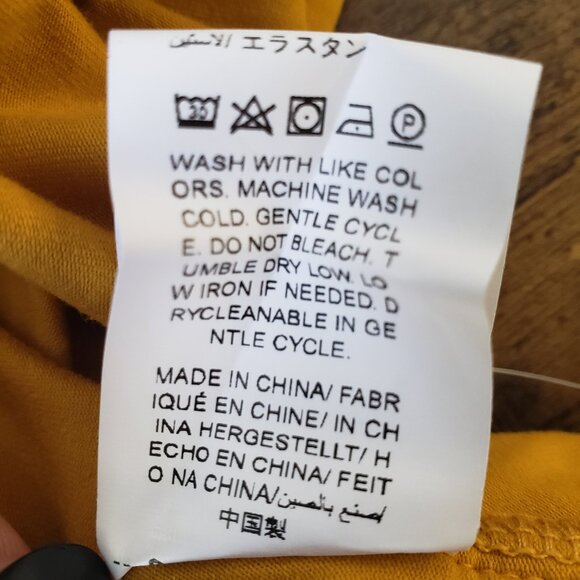 الاستين/ エラスタン
30 P
WASH WITH LIKE COL
ORS. MACHINE WASH
COLD. GENTLE CYCL
E. DO NOT BLEACH. T
UMBLE DRY LOW. LO
W IRON IF NEEDED. D
RYCLEANABLE IN GE
NTLE CYCLE.
MADE IN CHINA/ FABR
IQUÉ EN CHINE/ IN CH
INA HERGESTELLT/ H
ECHO EN CHINA/ FEIT
O NA CHINA/صنع بالصين/
中国製